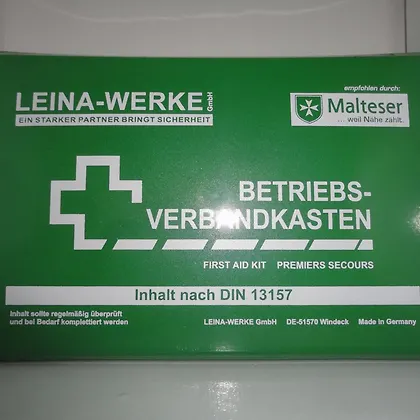 LEINA-WERKE GmbH
EIN STARKER PARTNER BRINGT SICHERHEIT
empfohlen durch:
Malteser
...weil Nähe zählt.
BETRIEBS-
VERBANDKASTEN
FIRST AID KIT PREMIERS SECOURS
Inhalt nach DIN 13157
Inhalt sollte regelmäßig überprüft
und bei Bedarf komplettiert werden
LEINA-WERKE GmbH DE-51570 Windeck Made in Germany